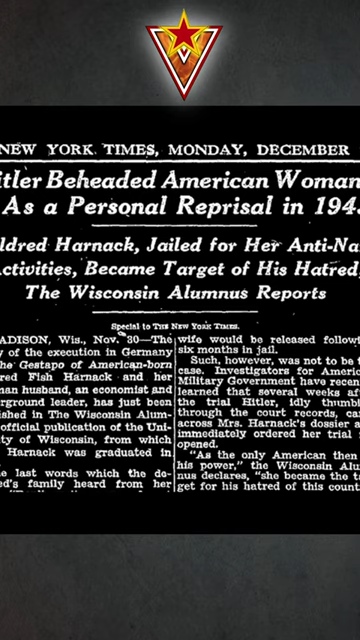 NEW YORK TIMES, MONDAY, DECEMBER
itler Beheaded American Woman
As a Personal Reprisal in 194
ldred Harnack, Jailed for Her Anti-Na
ctivities, Became Target of His Hatred
The Wisconsin Alumnus Reports
Special to THE NEW YORK TIMES.
ADISON, Wis., Nov. 30—The
y of the execution in Germany
he Gestapo of American-born
red Fish Harnack and her
man husband, an economist and
rground leader, has just been
ished in The Wisconsin Alum-
official publication of the Uni-
ity of Wisconsin, from which
Harnack was graduated in
e last words which the do-
ed's family heard from her
wife would be released followi
six months in jail.
Such, however, was not to be t
case. Investigators for Americ
Military Government have recen
learned that several weeks aft
the trial Hitler, idly thumbi
through the court records, ca
across Mrs. Harnack's dossier a
immediately ordered her trial
opened.
"As the only American then
his power," the Wisconsin Alu
nus declares, "she became the ta
get for his hatred of this count